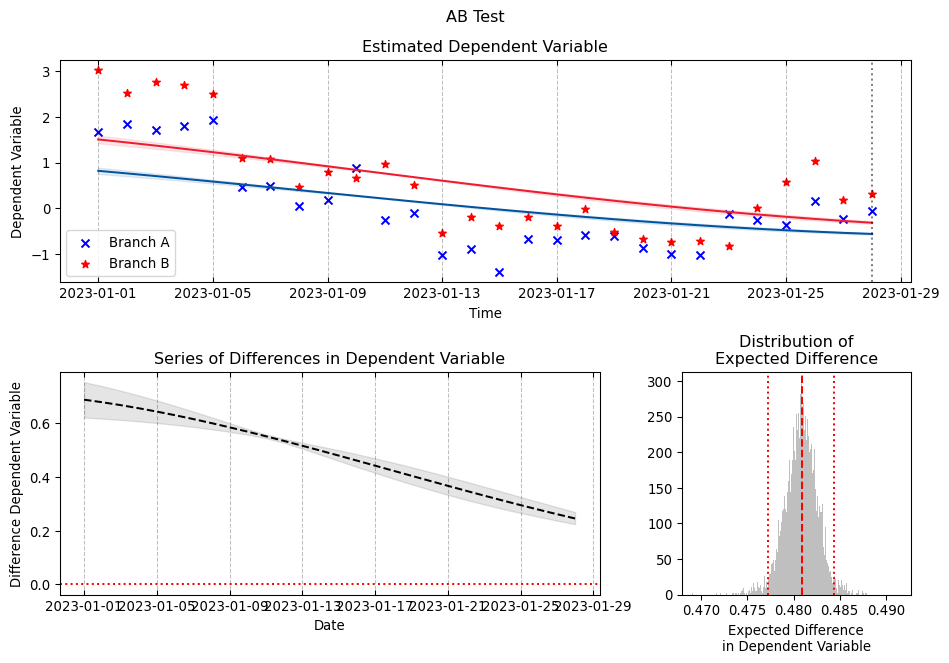 AB Test
Estimated Dependent Variable
Dependent Variable
3
2
1
0
−1
Branch A
Branch B
2023-01-01 2023-01-05 2023-01-09 2023-01-13 2023-01-17 2023-01-21 2023-01-25 2023-01-29
Time
Series of Differences in Dependent Variable
Difference Dependent Variable
0.6
0.4
0.2
0.0
2023-01-01 2023-01-05 2023-01-09 2023-01-13 2023-01-17 2023-01-21 2023-01-25 2023-01-29
Date
Distribution of
Expected Difference
300
250
200
150
100
50
0
0.470 0.475 0.480 0.485 0.490
Expected Difference
in Dependent Variable